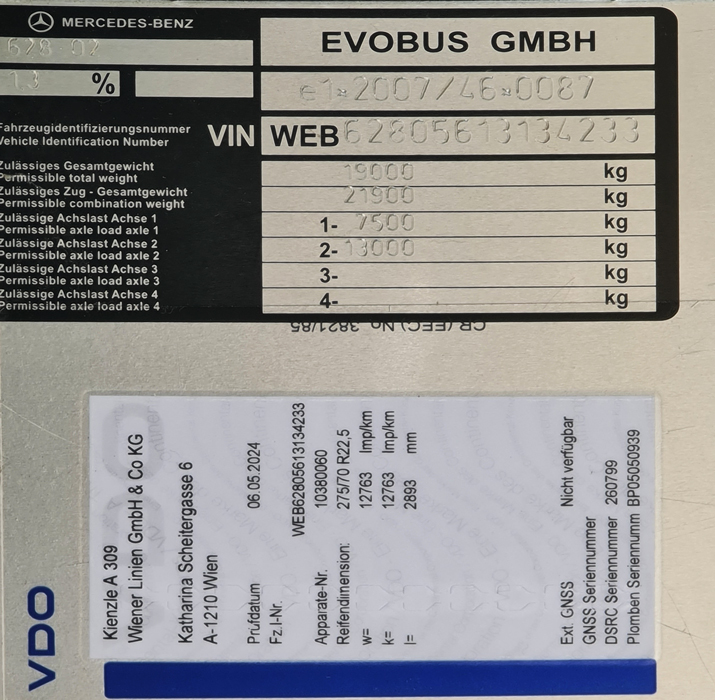 MERCEDES-BENZ
628 02
13 %
EVOBUS GMBH
e1*2007/46*0087
Fahrzeugidentifizierungsnummer
Vehicle Identification Number
VIN WEB62805613134233
Zulässiges Gesamtgewicht
Permissible total weight
19000 kg
Zulässiges Zug - Gesamtgewicht
Permissible combination weight
21900 kg
Zulässige Achslast Achse 1
Permissible axle load axle 1
1- 7500 kg
Zulässige Achslast Achse 2
Permissible axle load axle 2
2- 13000 kg
Zulässige Achslast Achse 3
Permissible axle load axle 3
3- kg
Zulässige Achslast Achse 4
Permissible axle load axle 4
4- kg
CR (EEC) No 3821/85
VDO
Kienzle A 309
Wiener Linien GmbH & Co KG
Katharina Scheitergasse 6
A-1210 Wien
Prüfdatum 06.05.2024
Fz.I-Nr. WEB62805613134233
Apparate-Nr. 10380060
Reifendimension: 275/70 R22,5
w= 12763 Imp/km
k= 12763 Imp/km
l= 2893 mm
Ext. GNSS Nicht verfügbar
GNSS Seriennummer
DSRC Seriennummer 260799
Plomben Seriennumm BP05050939